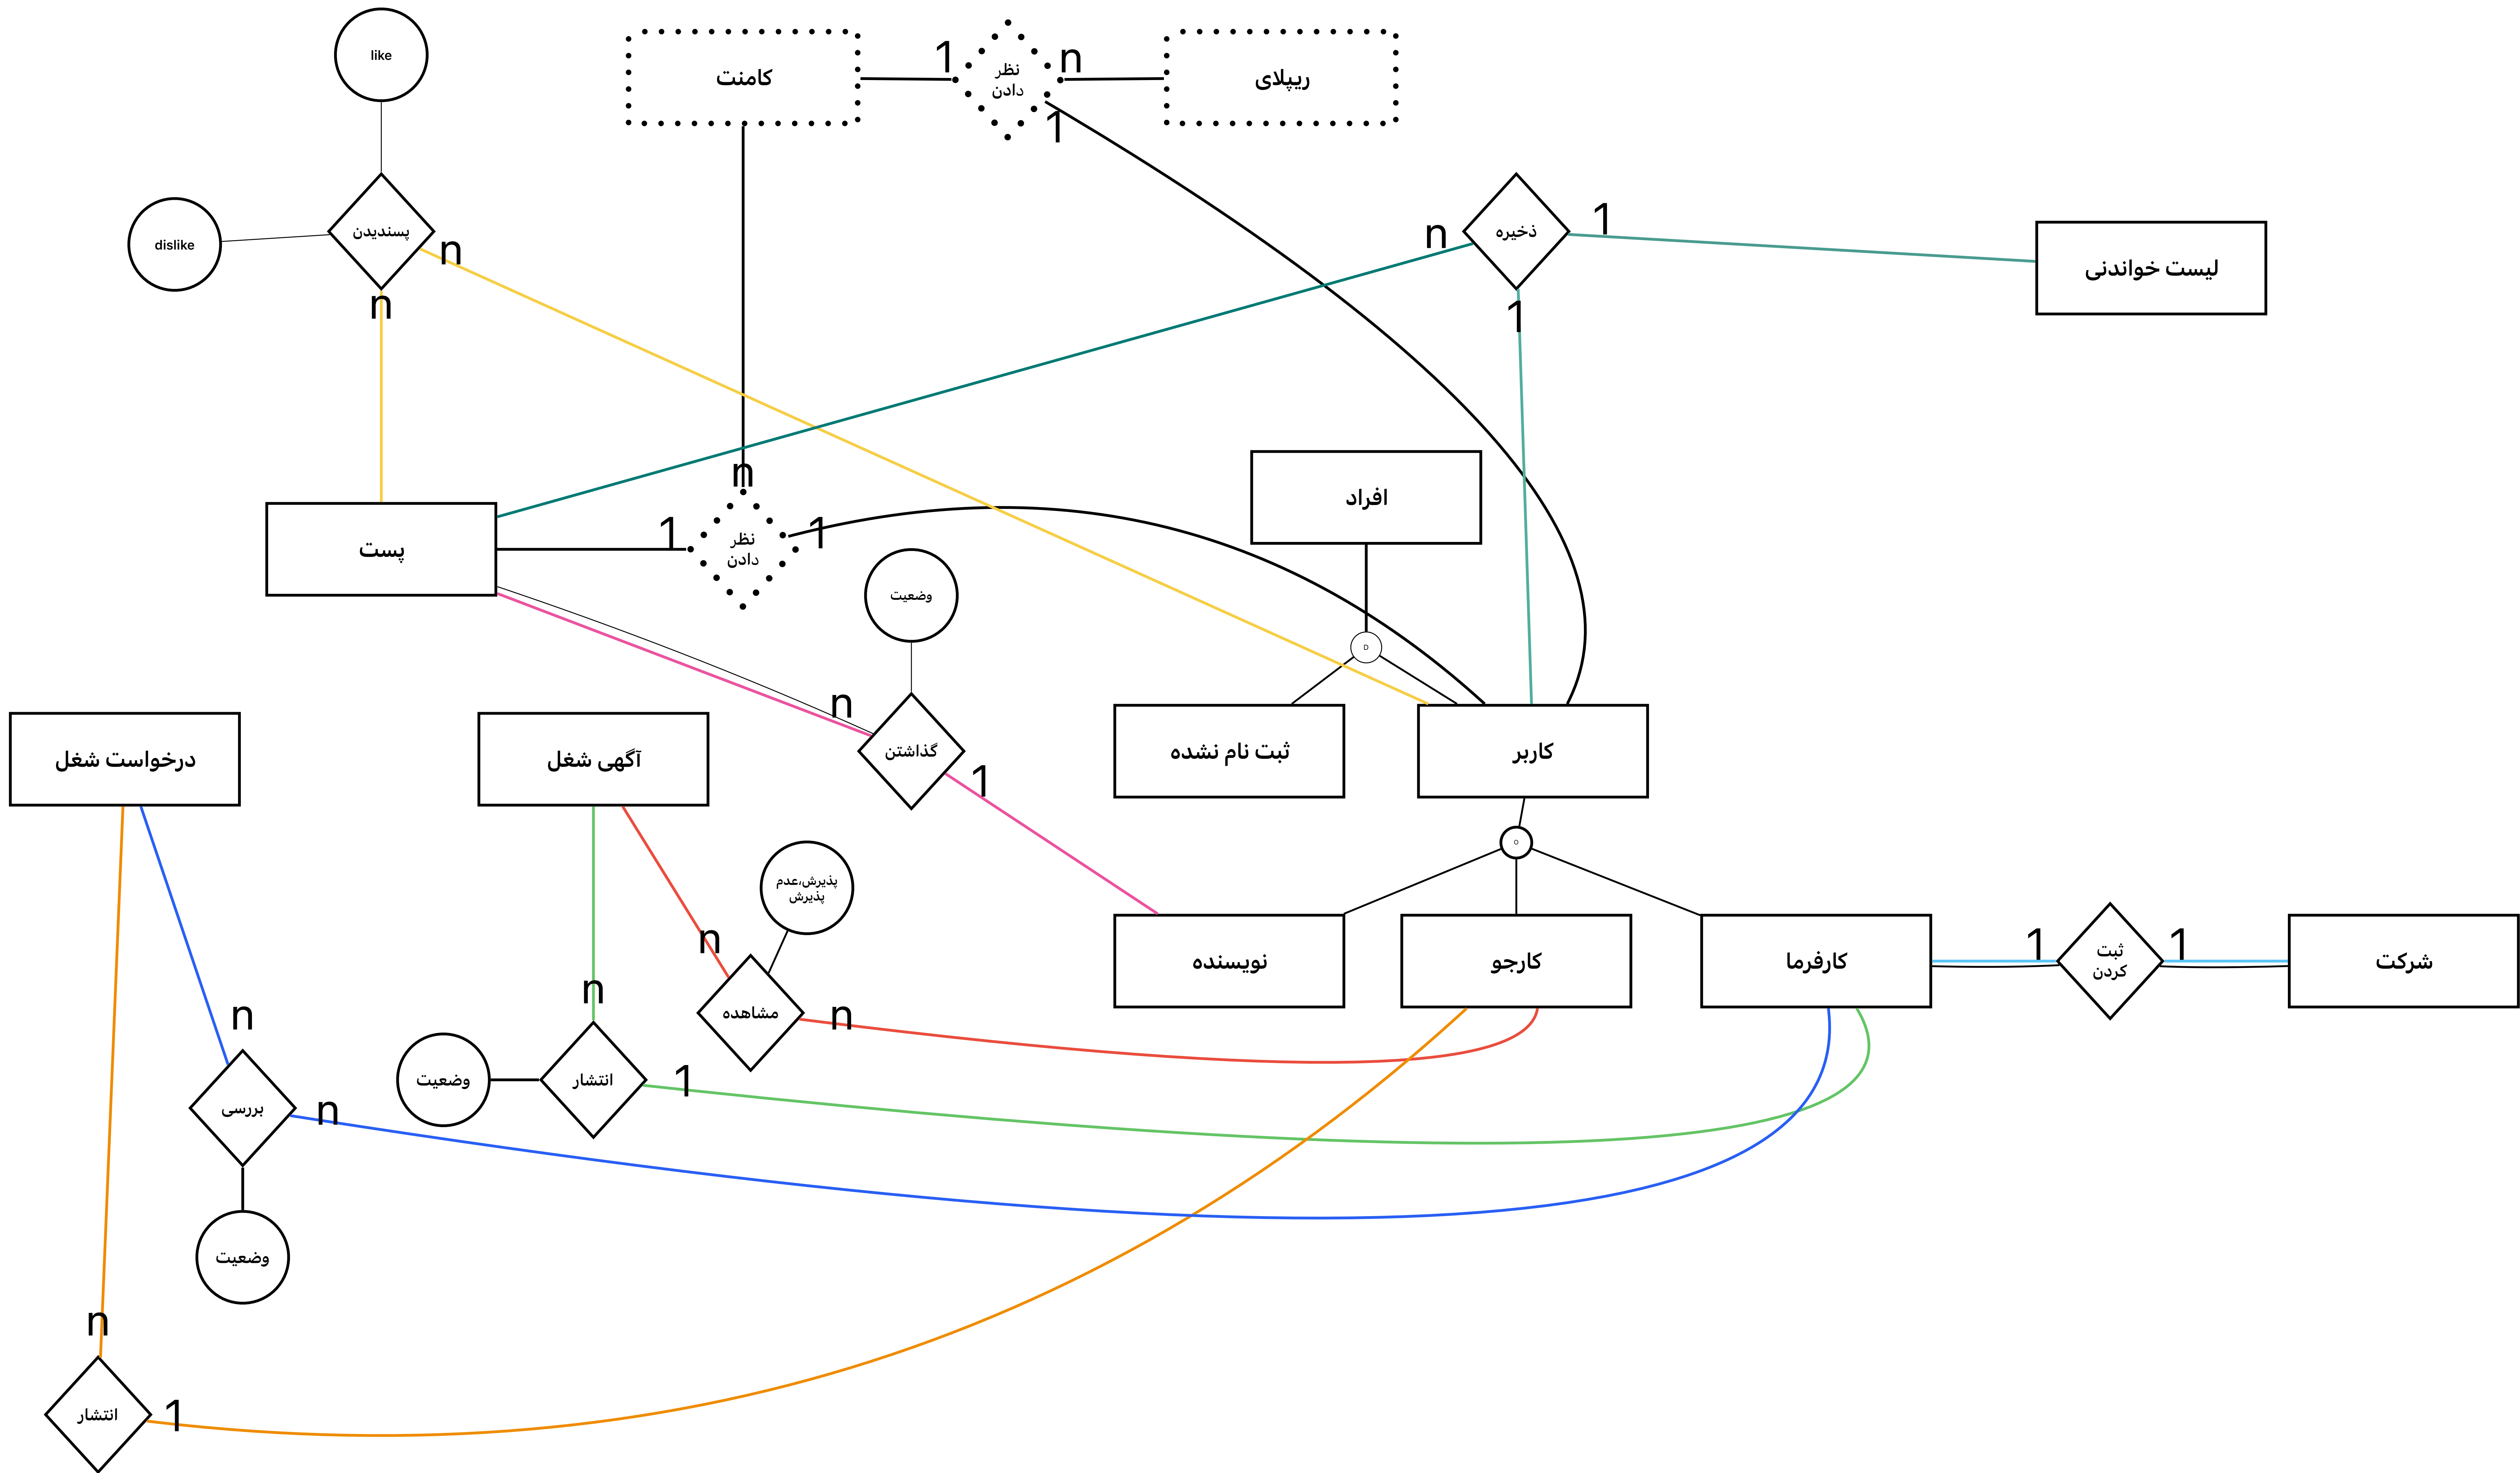 like
کامنت
1
نظر
دادن
n
1
ریپلای
dislike
پسندیدن
n
n
n
ذخیره
1
1
لیست خواندنی
افراد
پست
1
n
نظر
دادن
1
وضعیت
D
درخواست شغل
آگهی شغل
n
گذاشتن
1
ثبت نام نشده
کاربر
O
پذیرش،عدم
پذیرش
نویسنده
کارجو
کارفرما
1
ثبت
کردن
1
شرکت
n
n
مشاهده
n
n
وضعیت
انتشار
1
بررسی
n
وضعیت
n
انتشار
1